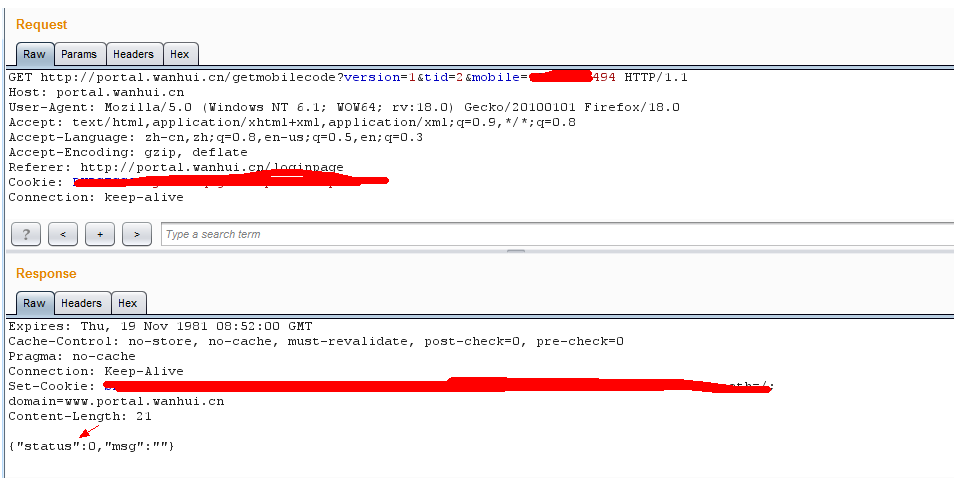 Request
Raw Params Headers Hex
GET http://portal.wanhui.cn/getmobilecode?version=1&tid=2&mobile= 494 HTTP/1.1
Host: portal.wanhui.cn
User-Agent: Mozilla/5.0 (Windows NT 6.1; WOW64; rv:18.0) Gecko/20100101 Firefox/18.0
Accept: text/html,application/xhtml+xml,application/xml;q=0.9,*/*;q=0.8
Accept-Language: zh-cn,zh;q=0.8,en-us;q=0.5,en;q=0.3
Accept-Encoding: gzip, deflate
Referer: http://portal.wanhui.cn/loginpage
Cookie:
Connection: keep-alive
? < + > Type a search term
Response
Raw Headers Hex
Expires: Thu, 19 Nov 1981 08:52:00 GMT
Cache-Control: no-store, no-cache, must-revalidate, post-check=0, pre-check=0
Pragma: no-cache
Connection: Keep-Alive
Set-Cookie:
domain=www.portal.wanhui.cn
Content-Length: 21
{"status":0,"msg":""}